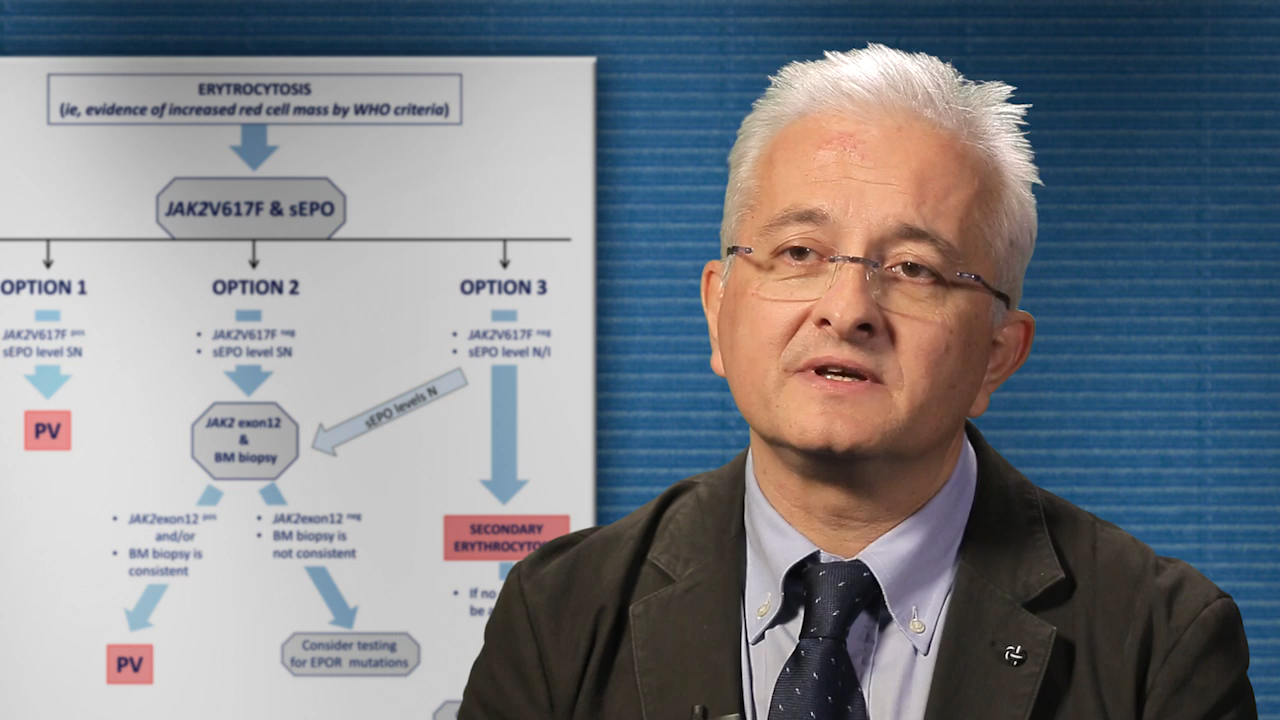 ERYTROCYTOSIS
(ie, evidence of increased red cell mass by WHO criteria)
JAK2V617F & sEPO
OPTION 1
OPTION 2
OPTION 3
JAK2V617F pos
sEPO level SN
• JAK2V617F neg
• sEPO level SN
• JAK2V617F neg
• sEPO level N/I
sEPO levels N
PV
JAK2 exon12
&
BM biopsy
• JAK2exon12 pos
and/or
• BM biopsy is
consistent
• JAK2exon12 neg
• BM biopsy is
not consistent
SECONDARY
• If no
be
PV
Consider testing
for EPOR mutations